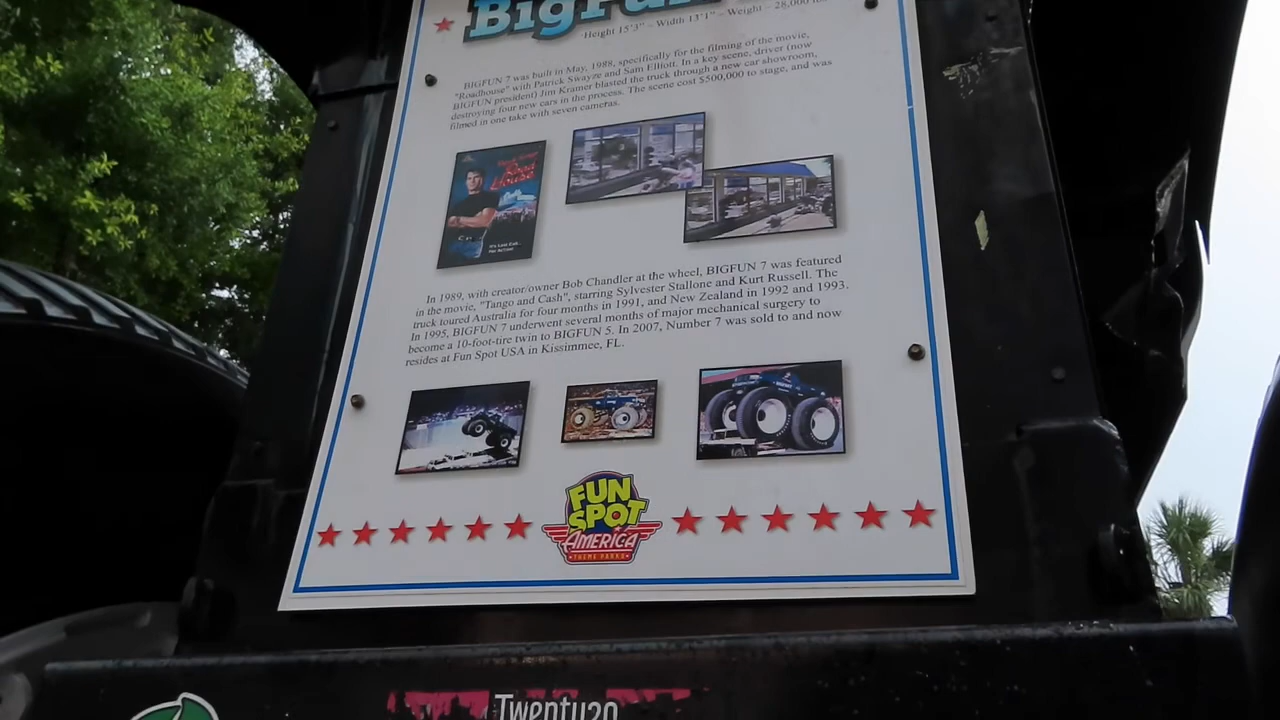 BIGFUN
Height 15'3" – Width 13'1" – Weight – 28,000 lbs
BIGFUN 7 was built in May, 1988, specifically for the filming of the movie,
"Roadhouse" with Patrick Swayze and Sam Elliott. In a key scene, driver (now
BIGFUN president) Jim Kramer blasted the truck through a new car showroom,
destroying four new cars in the process. The scene cost $500,000 to stage, and was
filmed in one take with seven cameras.
Road
House
In 1989, with creator/owner Bob Chandler at the wheel, BIGFUN 7 was featured
in the movie, "Tango and Cash", starring Sylvester Stallone and Kurt Russell. The
truck toured Australia for four months in 1991, and New Zealand in 1992 and 1993.
In 1995, BIGFUN 7 underwent several months of major mechanical surgery to
become a 10-foot-tire twin to BIGFUN 5. In 2007, Number 7 was sold to and now
resides at Fun Spot USA in Kissimmee, FL.
FUN
SPOT
AMERICA
THEME PARKS
Twenty20